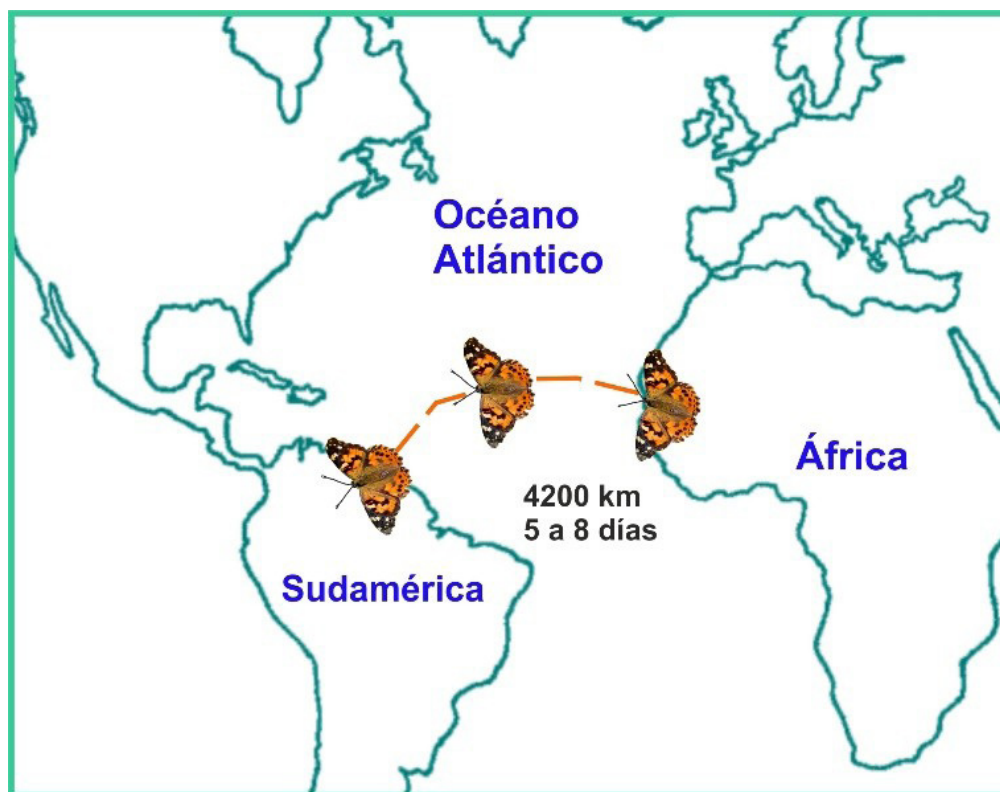 Océano
Atlántico
África
4200 km
5 a 8 días
Sudamérica